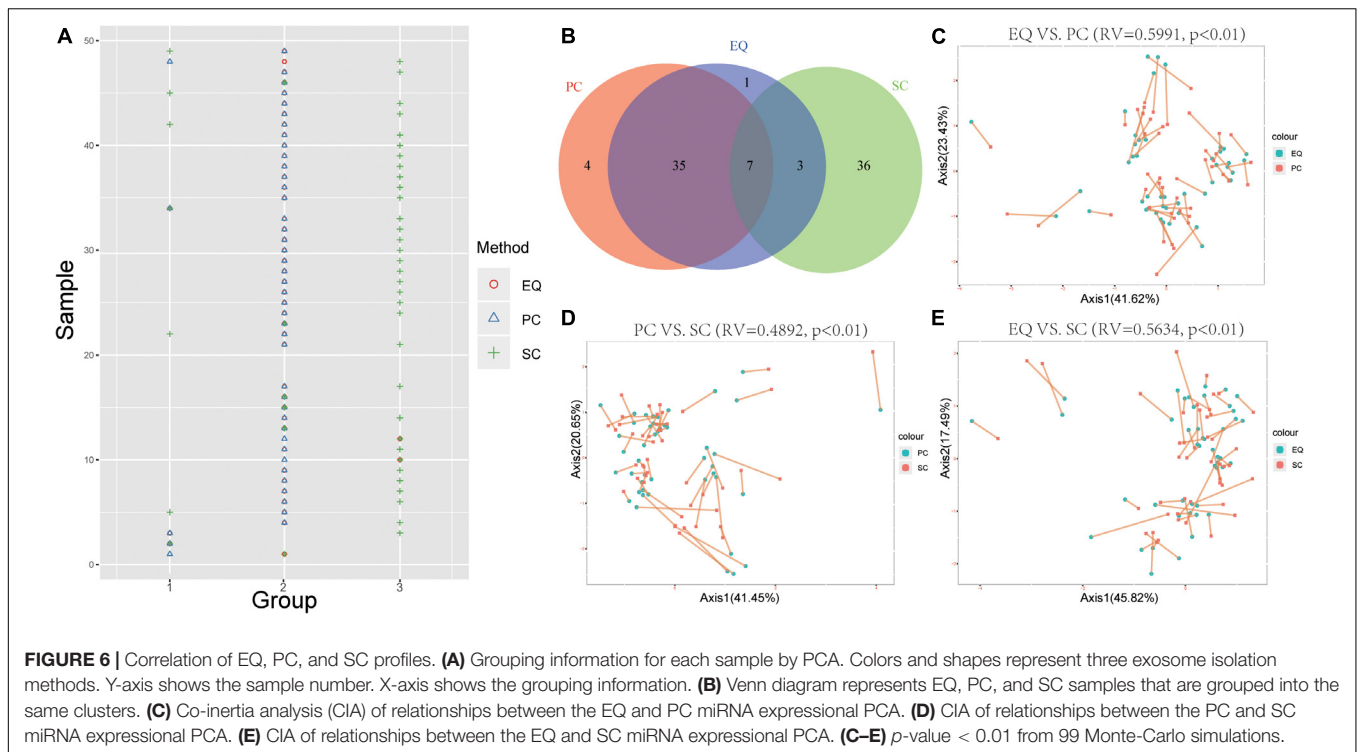 A
50
40
30
20
10
0
Sample
1
2
3
Group
Method
EQ
PC
SC
B
EQ
PC
SC
1
4
35
7
3
36
C
EQ VS. PC (RV=0.5991, p<0.01)
Axis2(23.43%)
Axis1(41.62%)
colour
EQ
PC
D
PC VS. SC (RV=0.4892, p<0.01)
Axis2(20.65%)
Axis1(41.45%)
colour
PC
SC
E
EQ VS. SC (RV=0.5634, p<0.01)
Axis2(17.49%)
Axis1(45.82%)
colour
EQ
SC
FIGURE 6 | Correlation of EQ, PC, and SC profiles. (A) Grouping information for each sample by PCA. Colors and shapes represent three exosome isolation
methods. Y-axis shows the sample number. X-axis shows the grouping information. (B) Venn diagram represents EQ, PC, and SC samples that are grouped into the
same clusters. (C) Co-inertia analysis (CIA) of relationships between the EQ and PC miRNA expressional PCA. (D) CIA of relationships between the PC and SC
miRNA expressional PCA. (E) CIA of relationships between the EQ and SC miRNA expressional PCA. (C–E) p-value < 0.01 from 99 Monte-Carlo simulations.